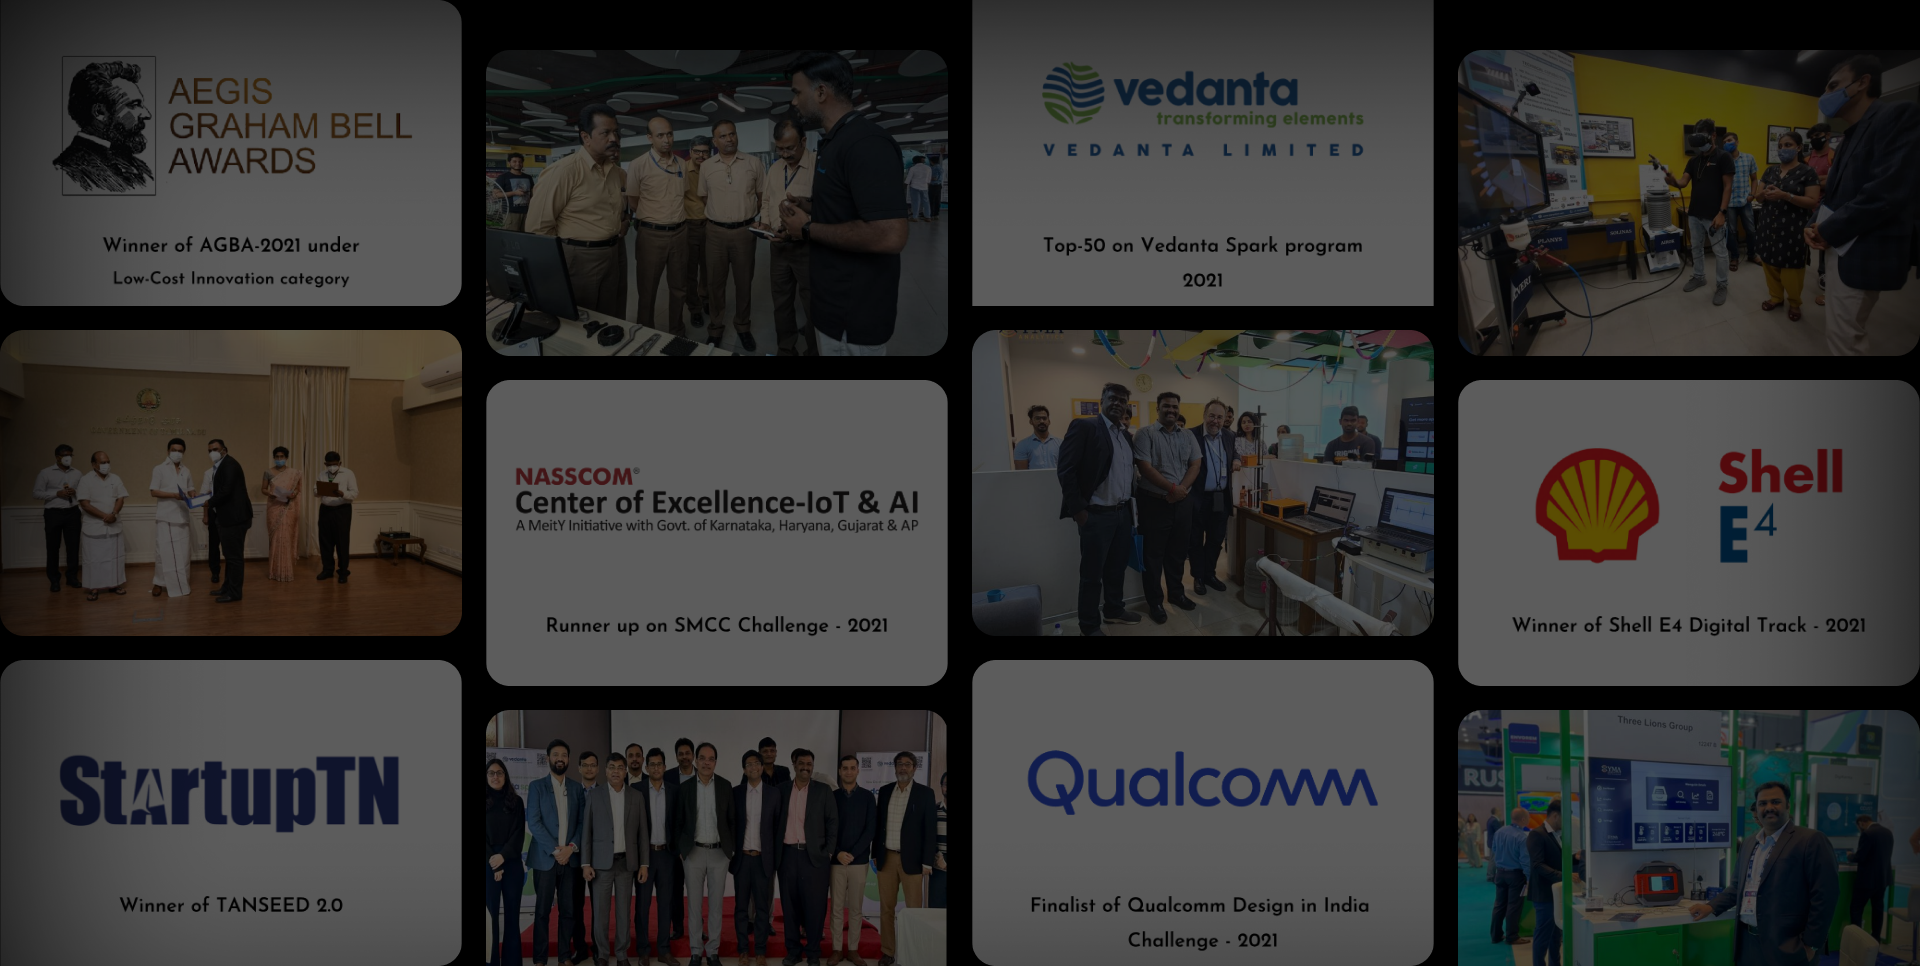 AEGIS
GRAHAM BELL
AWARDS
Winner of AGBA-2021 under
Low-Cost Innovation category
vedanta
transforming elements
VEDANTA LIMITED
Top-50 on Vedanta Spark program
2021
NASSCOM®
Center of Excellence-IoT & AI
A MeitY Initiative with Govt. of Karnataka, Haryana, Gujarat & AP
Runner up on SMCC Challenge - 2021
Shell
E4
Winner of Shell E4 Digital Track - 2021
StartupTN
Winner of TANSEED 2.0
Qualcomm
Finalist of Qualcomm Design in India
Challenge - 2021
Three Lions Group
RUS